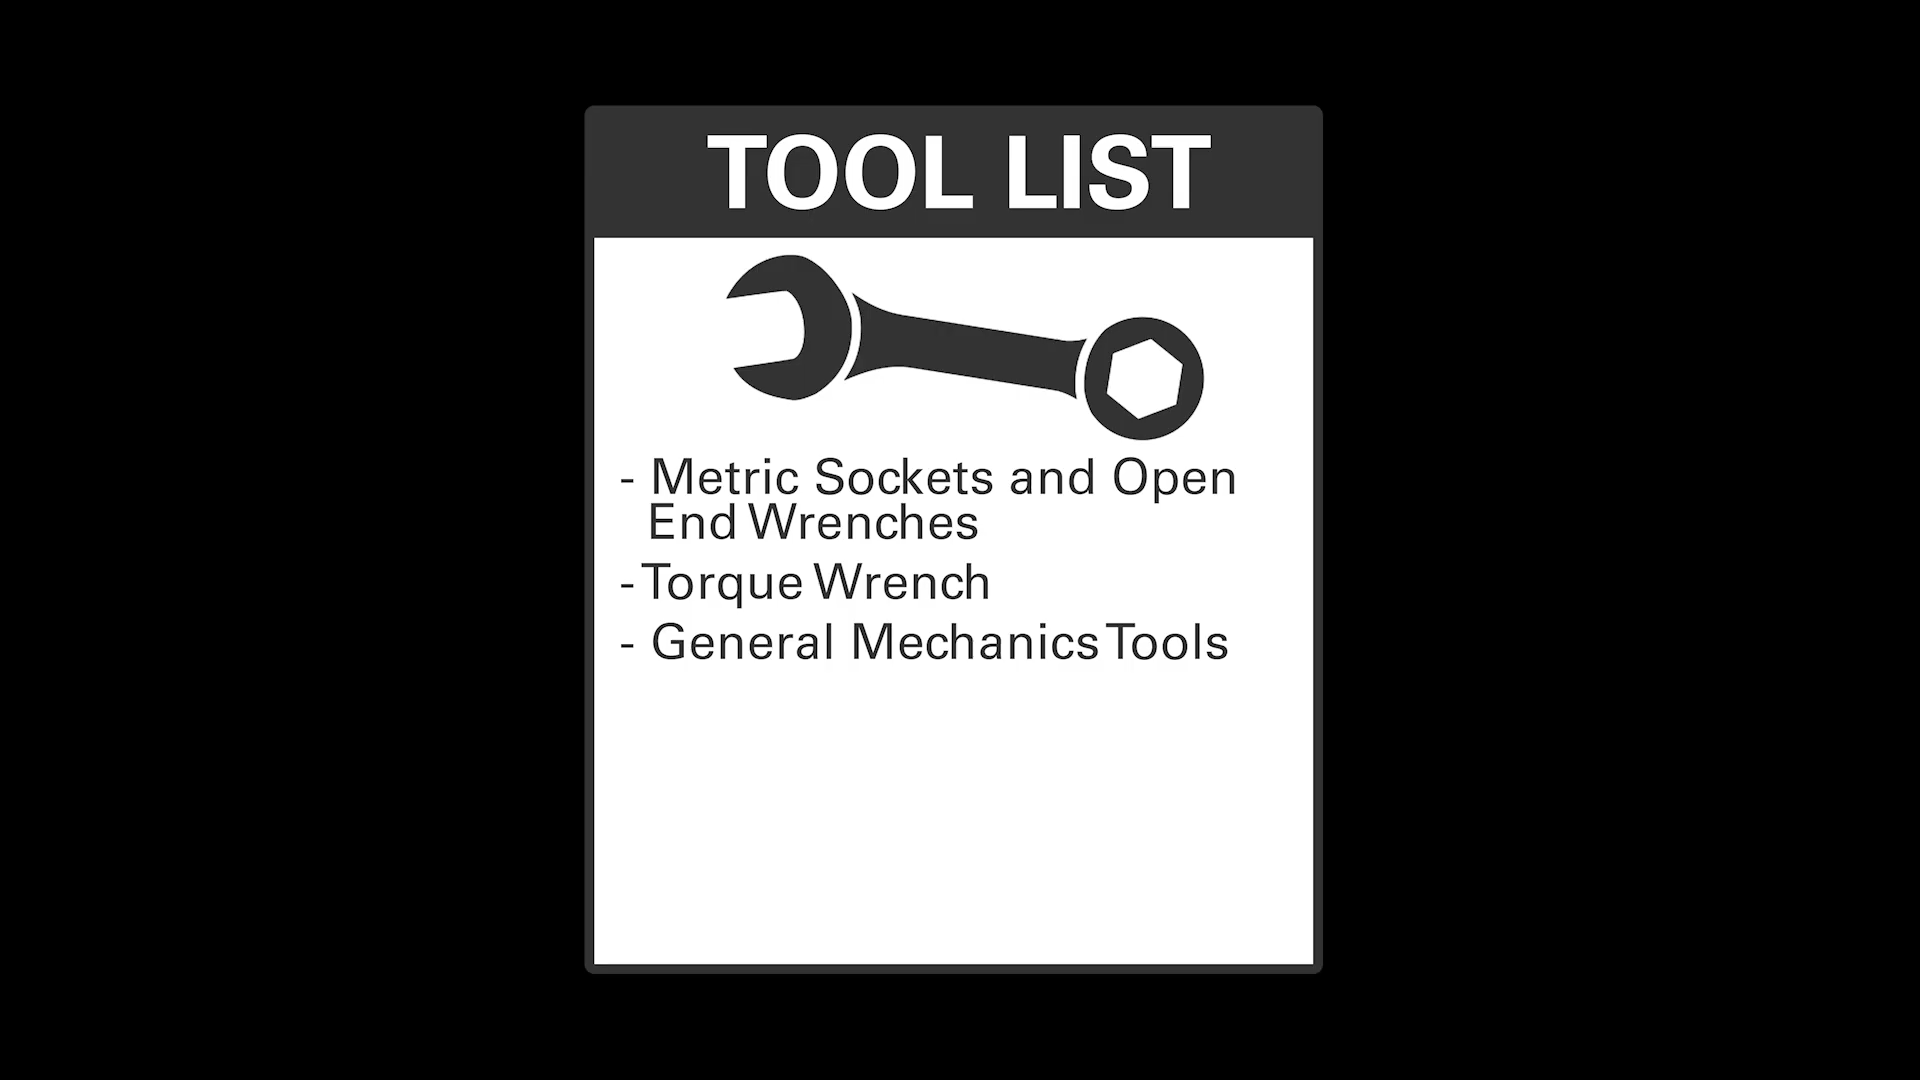 TOOL LIST
- Metric Sockets and Open
End Wrenches
- Torque Wrench
- General Mechanics Tools